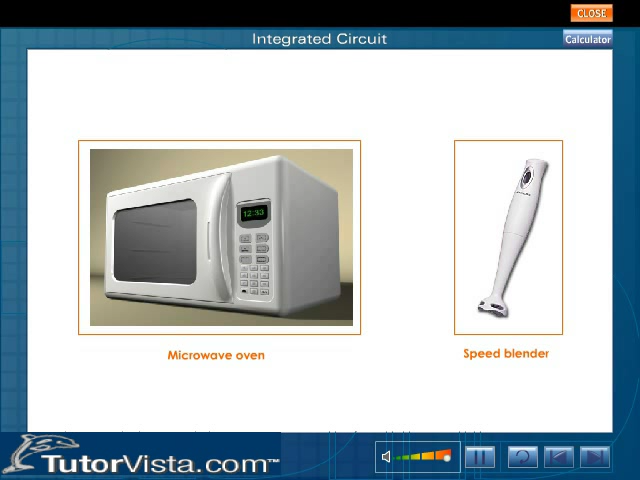 CLOSE
Integrated Circuit
Calculator
12:33
Microwave oven
Speed blender
TutorVista.com™